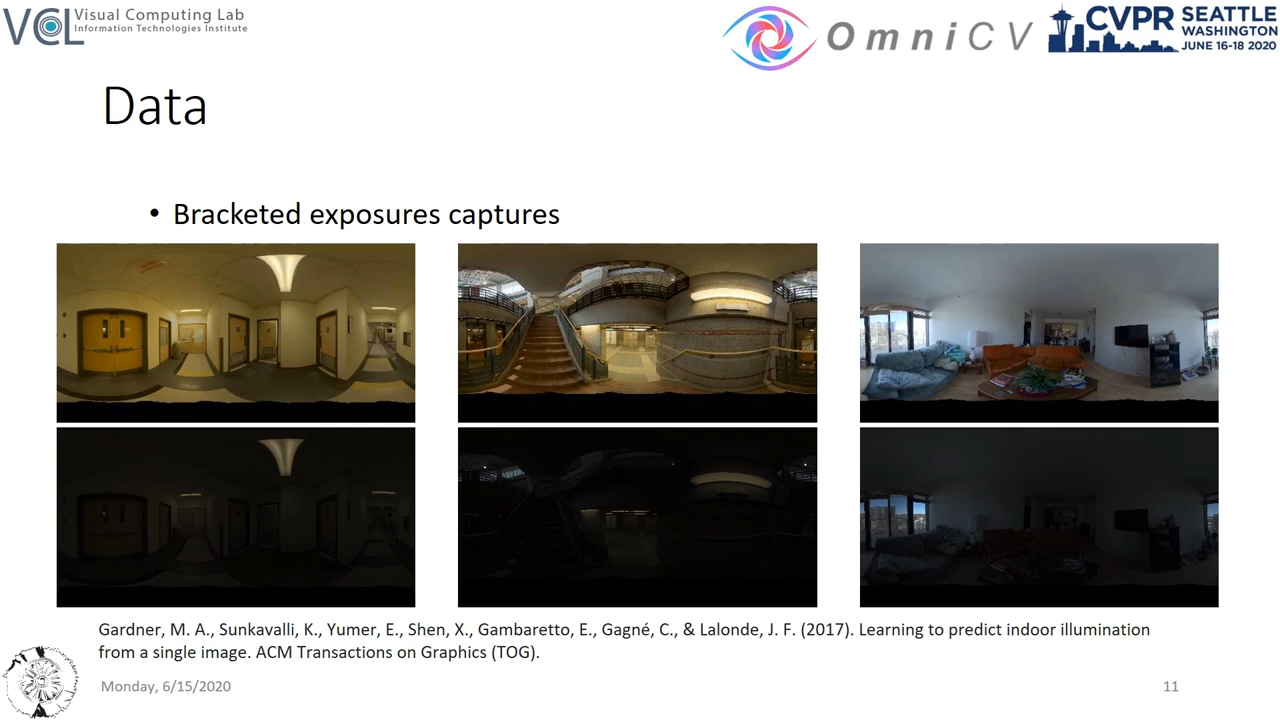 VCL Visual Computing Lab
Information Technologies Institute
OmniCV
CVPR SEATTLE
WASHINGTON
JUNE 16-18 2020
Data
• Bracketed exposures captures
Gardner, M. A., Sunkavalli, K., Yumer, E., Shen, X., Gambaretto, E., Gagné, C., & Lalonde, J. F. (2017). Learning to predict indoor illumination
from a single image. ACM Transactions on Graphics (TOG).
Monday, 6/15/2020
11